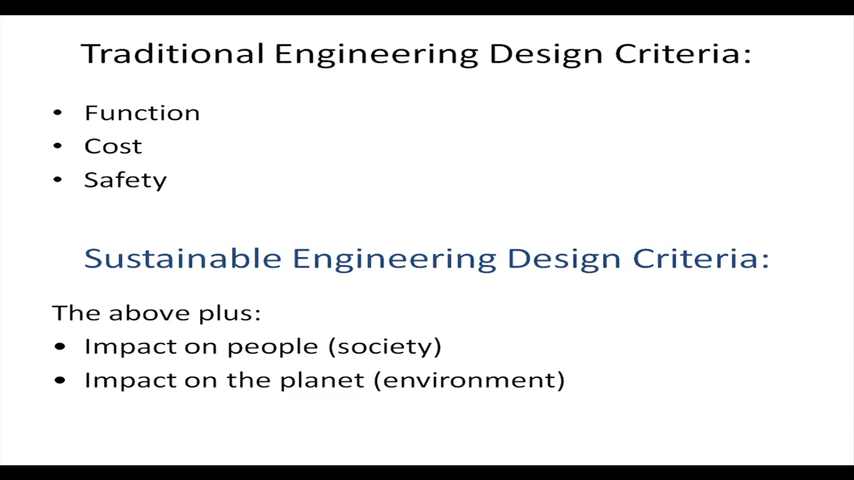 Traditional Engineering Design Criteria:
• Function
• Cost
• Safety
Sustainable Engineering Design Criteria:
The above plus:
• Impact on people (society)
• Impact on the planet (environment)